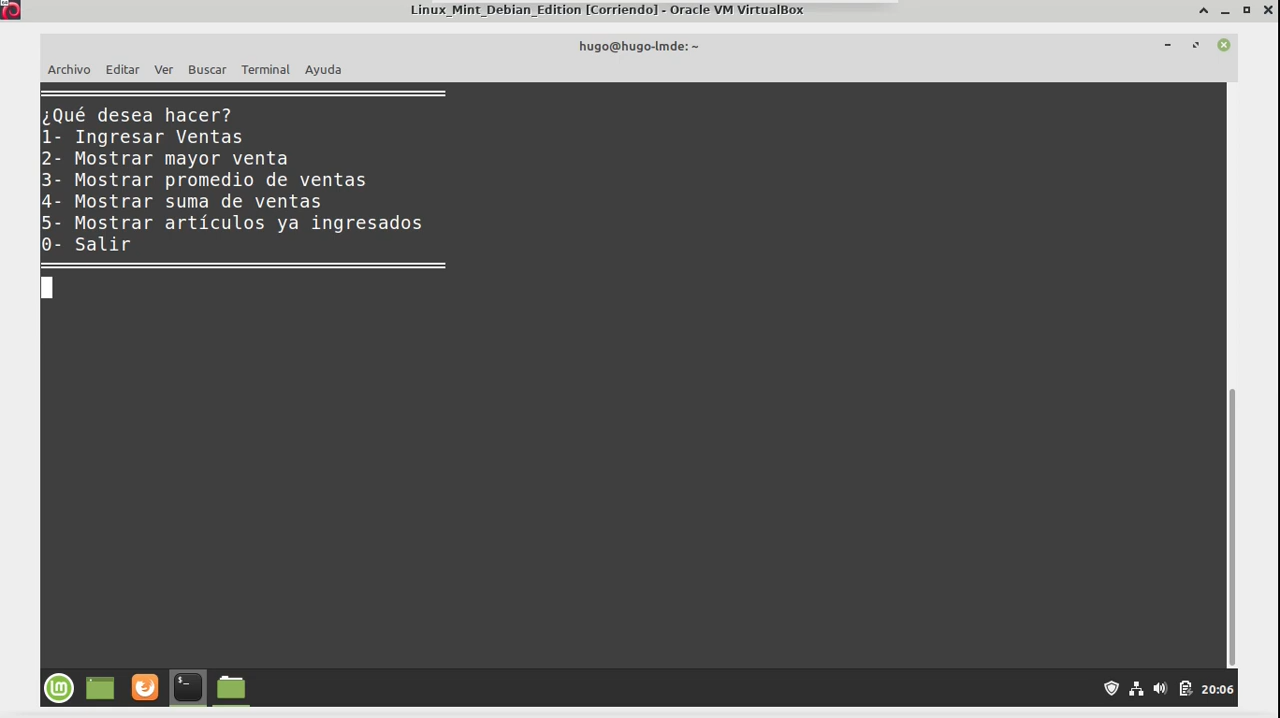 Linux_Mint_Debian_Edition [Corriendo] - Oracle VM VirtualBox
hugo@hugo-lmde: ~
Archivo Editar Ver Buscar Terminal Ayuda
¿Qué desea hacer?
1- Ingresar Ventas
2- Mostrar mayor venta
3- Mostrar promedio de ventas
4- Mostrar suma de ventas
5- Mostrar artículos ya ingresados
0- Salir
20:06